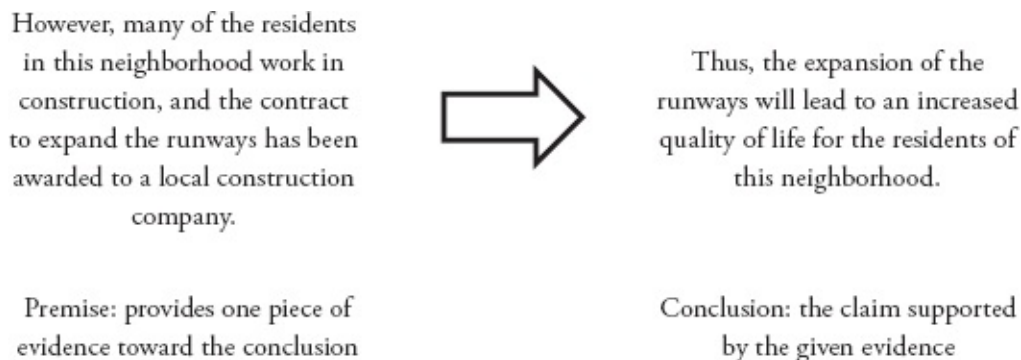 However, many of the residents
in this neighborhood work in
construction, and the contract
to expand the runways has been
awarded to a local construction
company.
Thus, the expansion of the
runways will lead to an increased
quality of life for the residents of
this neighborhood.
Premise: provides one piece of
evidence toward the conclusion
Conclusion: the claim supported
by the given evidence